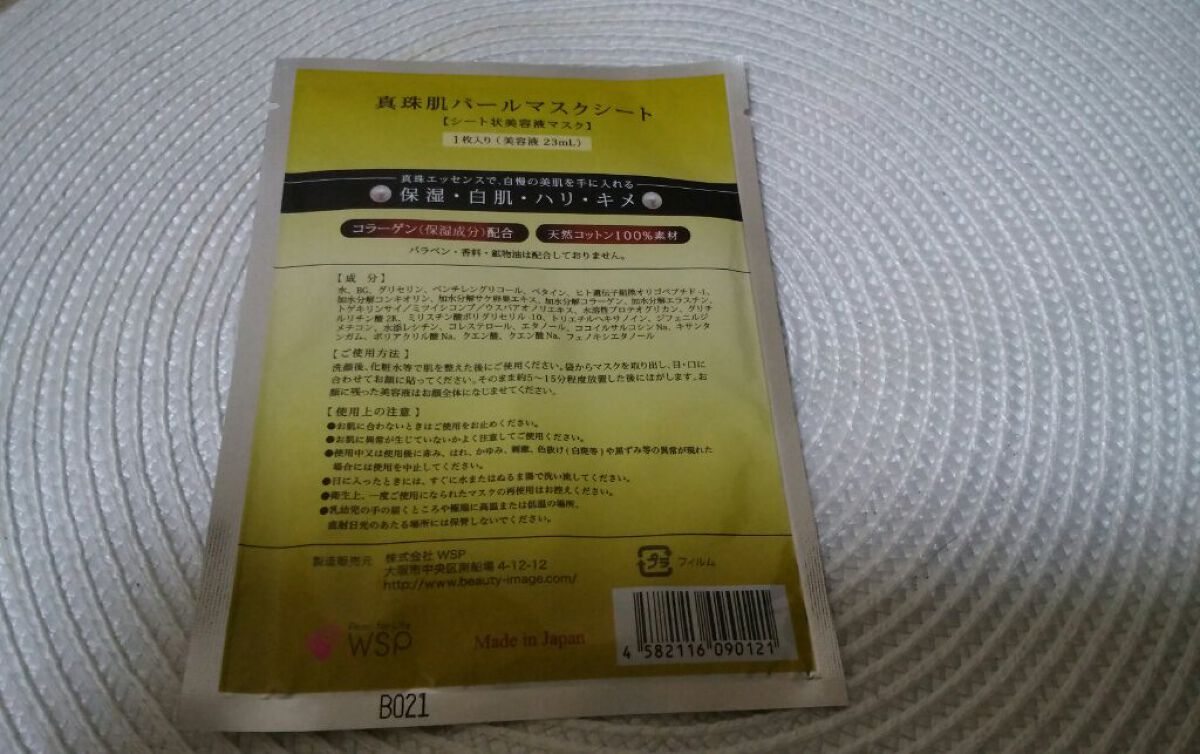 真珠肌パールマスクシート
【シート状美容液マスク】
1枚入り（美容液 23mL）
真珠エッセンスで、自慢の美肌を手に入れる
保湿・白肌・ハリ・キメ
コラーゲン（保湿成分）配合 天然コットン100%素材
パラベン・香料・鉱物油は配合しておりません。
【成 分】
水、BG、グリセリン、ペンチレングリコール、ベタイン、ヒト遺伝子組換オリゴペプチド-1、
加水分解コンキオリン、加水分解サケ卵巣エキス、加水分解コラーゲン、加水分解エラスチン、
トゲキリンサイ/ミツイシコンブ/ウスバアオノリエキス、水溶性プロテオグリカン、グリチ
ルリチン酸2K、ミリスチン酸ポリグリセリル-10、トリエチルヘキサノイン、ジフェニルジ
メチコン、水添レシチン、コレステロール、エタノール、ココイルサルコシンNa、キサンタ
ンガム、ポリアクリル酸Na、クエン酸、クエン酸Na、フェノキシエタノール
【ご使用方法】
洗顔後、化粧水等で肌を整えた後にご使用ください。袋からマスクを取り出し、目・口に
合わせてお顔に貼ってください。そのまま約5〜15分程度放置した後にはがします。お
顔に残った美容液はお顔全体になじませてください。
【使用上の注意】
●お肌に合わないときはご使用をお止めください。
●お肌に異常が生じていないかよく注意してご使用ください。
●使用中又は使用後に赤み、はれ、かゆみ、刺激、色抜け(白斑等)や黒ずみ等の異常が現れた
場合には使用を中止してください。
●目に入ったときには、すぐに水またはぬるま湯で洗い流してください。
●衛生上、一度ご使用になられたマスクの再使用はお控えください。
●乳幼児の手の届くところや極端に高温または低温の場所、
直射日光のあたる場所には保管しないでください。
製造販売元 株式会社 WSP
大阪市中央区南船場 4-12-12
http://www.beauty-image.com/
プラ フィルム
WSP
Made in Japan
4 582116 090121
B021